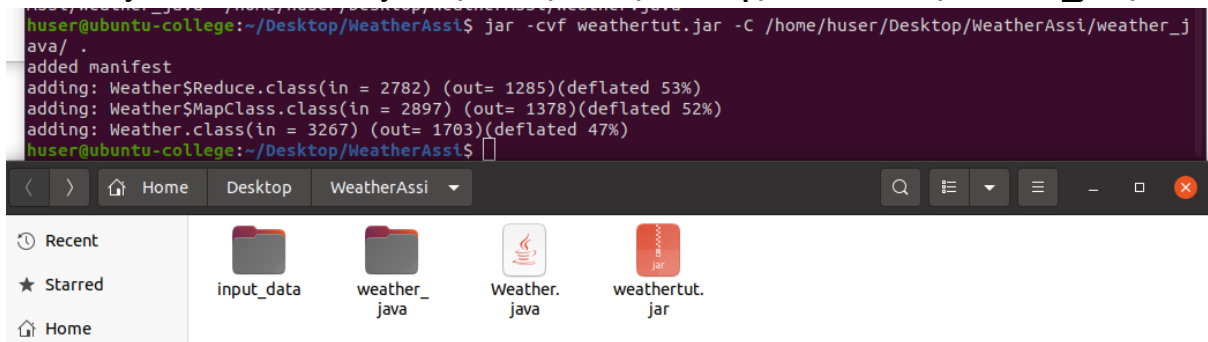 huser@ubuntu-college:~/Desktop/WeatherAssi$ jar -cvf weathertut.jar -C /home/huser/Desktop/WeatherAssi/weather_j
ava/ .
added manifest
adding: Weather$Reduce.class(in = 2782) (out= 1285)(deflated 53%)
adding: Weather$MapClass.class(in = 2897) (out= 1378)(deflated 52%)
adding: Weather.class(in = 3267) (out= 1703)(deflated 47%)
huser@ubuntu-college:~/Desktop/WeatherAssi$
Home Desktop WeatherAssi
Recent
Starred
Home
input_data
weather_
java
Weather.
java
jar
weathertut.
jar